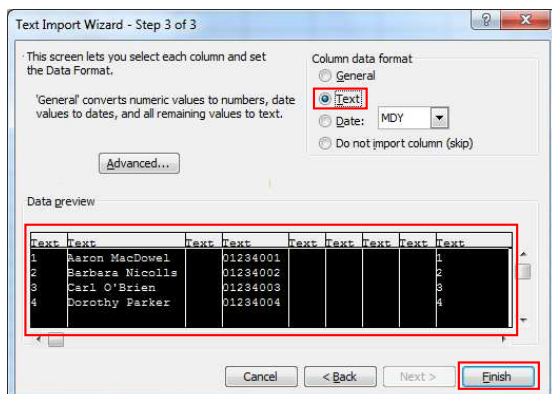 Text Import Wizard - Step 3 of 3
This screen lets you select each column and set
the Data Format.
'General' converts numeric values to numbers, date
values to dates, and all remaining values to text.
Advanced...
Column data format
General
Text
Date: MDY
Do not import column (skip)
Data preview
Text Text Text Text Text Text Text Text Text
1 Aaron MacDowel 01234001 1
2 Barbara Nicolls 01234002 2
3 Carl O'Brien 01234003 3
4 Dorothy Parker 01234004 4
Cancel < Back Next > Finish